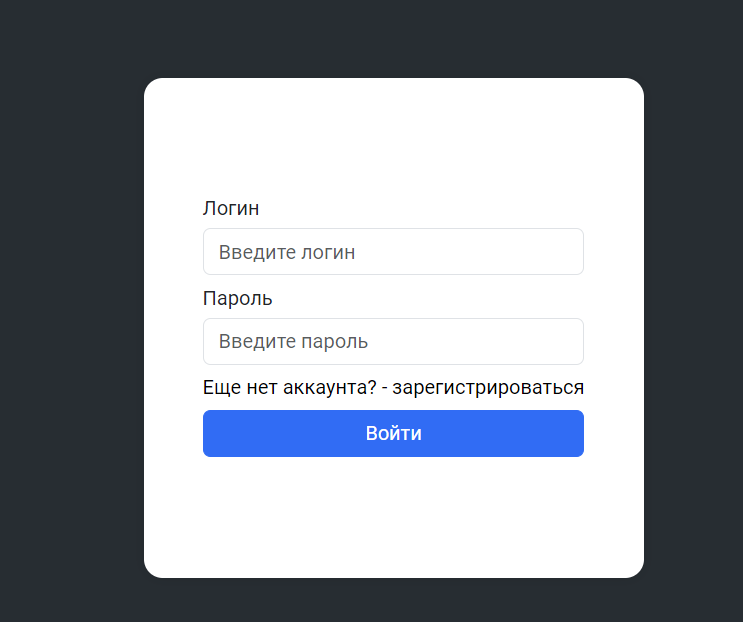 Логин
Введите логин
Пароль
Введите пароль
Еще нет аккаунта? - зарегистрироваться
Войти